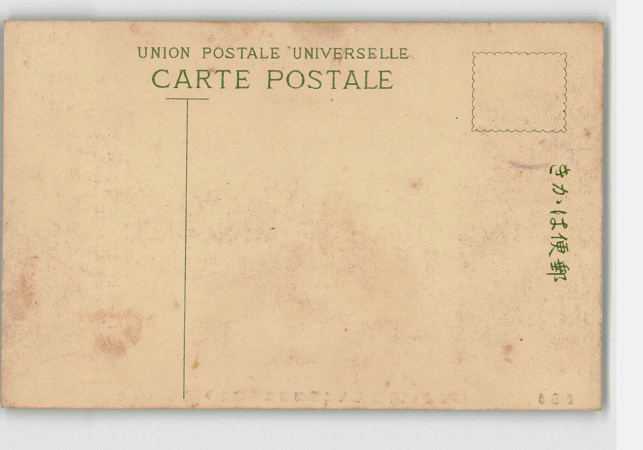 UNION POSTALE UNIVERSELLE.
CARTE POSTALE
郵便はかき